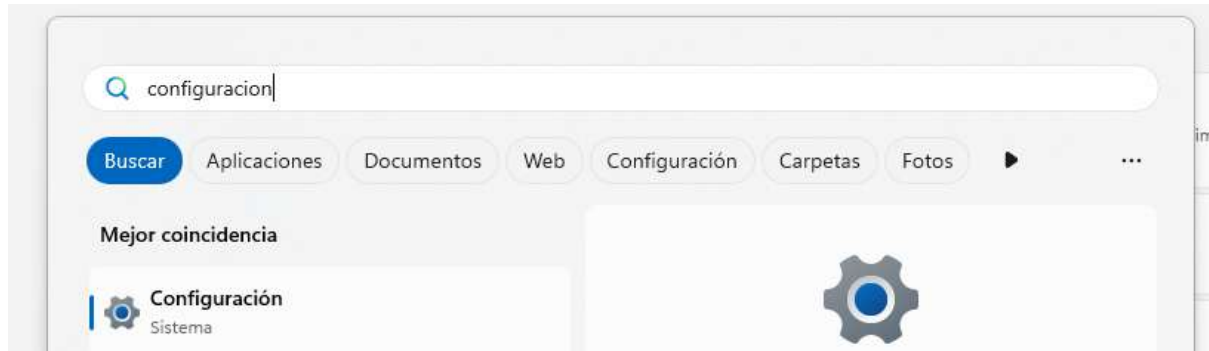 configuracion
Buscar Aplicaciones Documentos Web Configuración Carpetas Fotos
Mejor coincidencia
Configuración
Sistema